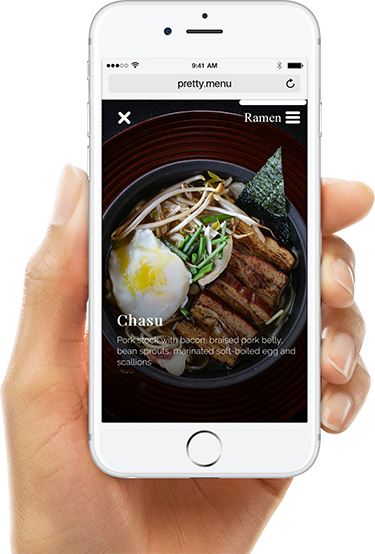 9:41 AM
pretty.menu
Ramen
Chasu
Pork stock with bacon, braised pork belly,
bean sprouts, marinated soft-boiled egg and
scallions